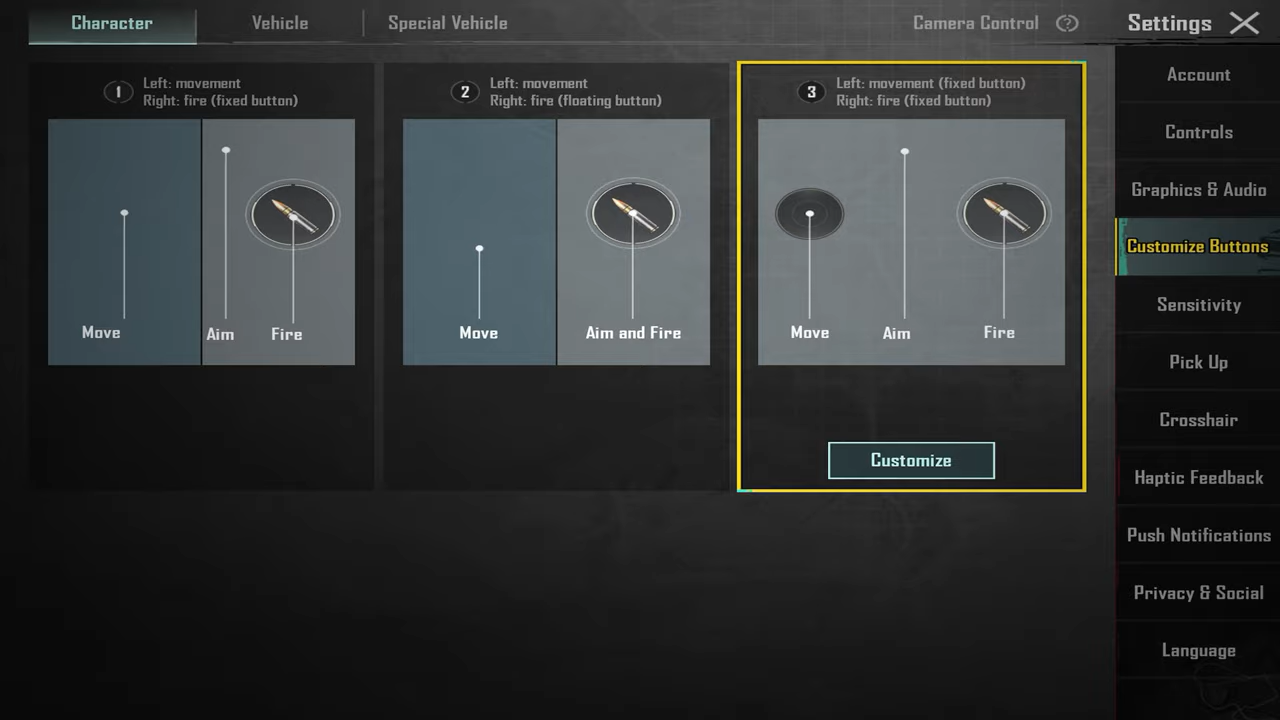 Character
Vehicle
Special Vehicle
Camera Control ?
Settings
1
Left: movement
Right: fire (fixed button)
Move
Aim
Fire
2
Left: movement
Right: fire (floating button)
Move
Aim and Fire
3
Left: movement (fixed button)
Right: fire (fixed button)
Move
Aim
Fire
Customize
Account
Controls
Graphics & Audio
Customize Buttons
Sensitivity
Pick Up
Crosshair
Haptic Feedback
Push Notifications
Privacy & Social
Language